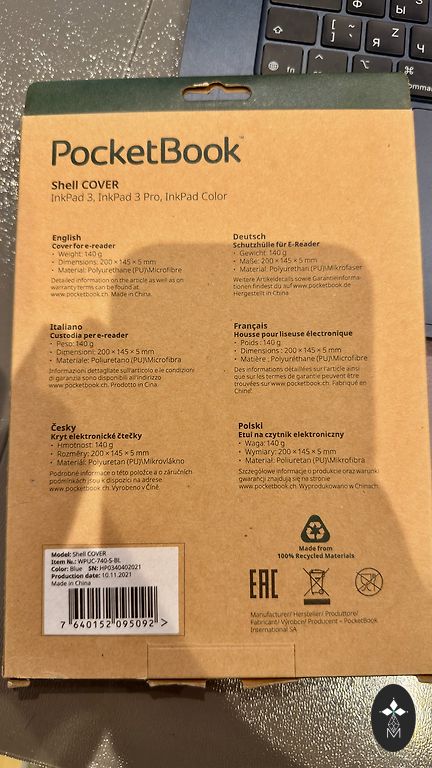 Ю
Ы
Я
Z
fn
⌃
⌥
⌘
command
PocketBook
Shell COVER
InkPad 3, InkPad 3 Pro, InkPad Color
English
Cover for e-reader
• Weight: 140 g
• Dimensions: 200 × 145 × 5 mm
• Material: Polyurethane (PU)\Microfibre
Detailed information on the article as well as on
warranty terms can be found at
www.pocketbook.ch. Made in China.
Deutsch
Schutzhülle für E-Reader
• Gewicht: 140 g
• Maße: 200 × 145 × 5 mm
• Material: Polyurethan (PU)\Mikrofaser
Weitere Artikeldetails sowie Garantieinforma-
tionen findest du auf www.pocketbook.de
Hergestellt in China.
Italiano
Custodia per e-reader
• Peso: 140 g
• Dimensioni: 200 × 145 × 5 mm
• Materiale: Poliuretano (PU)\Microfibra
Informazioni dettagliate sull'articolo e le condizioni
di garanzia sono disponibili all'indirizzo
www.pocketbook.ch. Prodotto in Cina.
Français
Housse pour liseuse électronique
• Poids : 140 g
• Dimensions : 200 × 145 × 5 mm
• Matière : Polyuréthane (PU)\Microfibre
Des informations détaillées sur l'article ainsi
que sur les termes de garantie peuvent être
trouvées sur www.pocketbook.ch. Fabriqué en
Chine.
Česky
Kryt elektronické čtečky
• Hmotnost: 140 g
• Rozměry: 200 × 145 × 5 mm
• Materiál: Polyuretan (PU)\Mikrovlákno
Podrobné informace o této položce a o záručních
podmínkách jsou k dispozici na adrese
www.pocketbook.ch. Vyrobeno v Číně.
Polski
Etui na czytnik elektroniczny
• Waga: 140 g
• Wymiary: 200 × 145 × 5 mm
• Materiał: Poliuretan (PU)\Mikrofibra
Szczegółowe informacje o produkcie oraz warunki
gwarancji znajdują się na stronie
www.pocketbook.ch. Wyprodukowano w Chinach.
Made from
100% Recycled Materials
Model: Shell COVER
Item №.: WPUC-740-S-BL
Color: Blue SN: HP0340402021
Production date: 10.11.2021
Made in China
7 640152 095092 >
EAC
Manufacturer/ Hersteller/ Produttore/
Fabricant/ Výrobce/ Producent – PocketBook
International SA
M